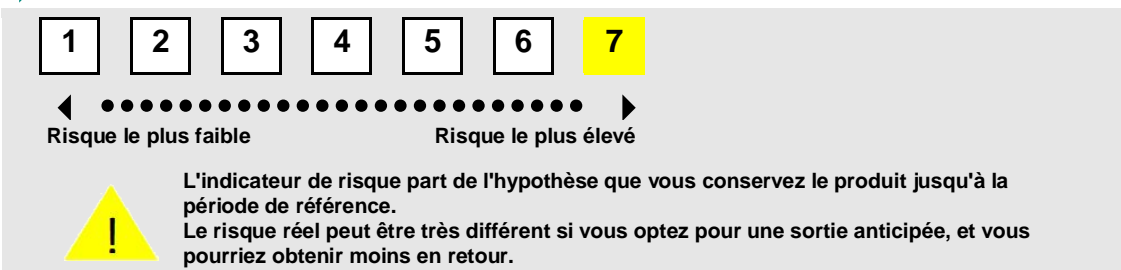 1 2 3 4 5 6 7
Risque le plus faible Risque le plus élevé
!
L'indicateur de risque part de l'hypothèse que vous conservez le produit jusqu'à la
période de référence.
Le risque réel peut être très différent si vous optez pour une sortie anticipée, et vous
pourriez obtenir moins en retour.